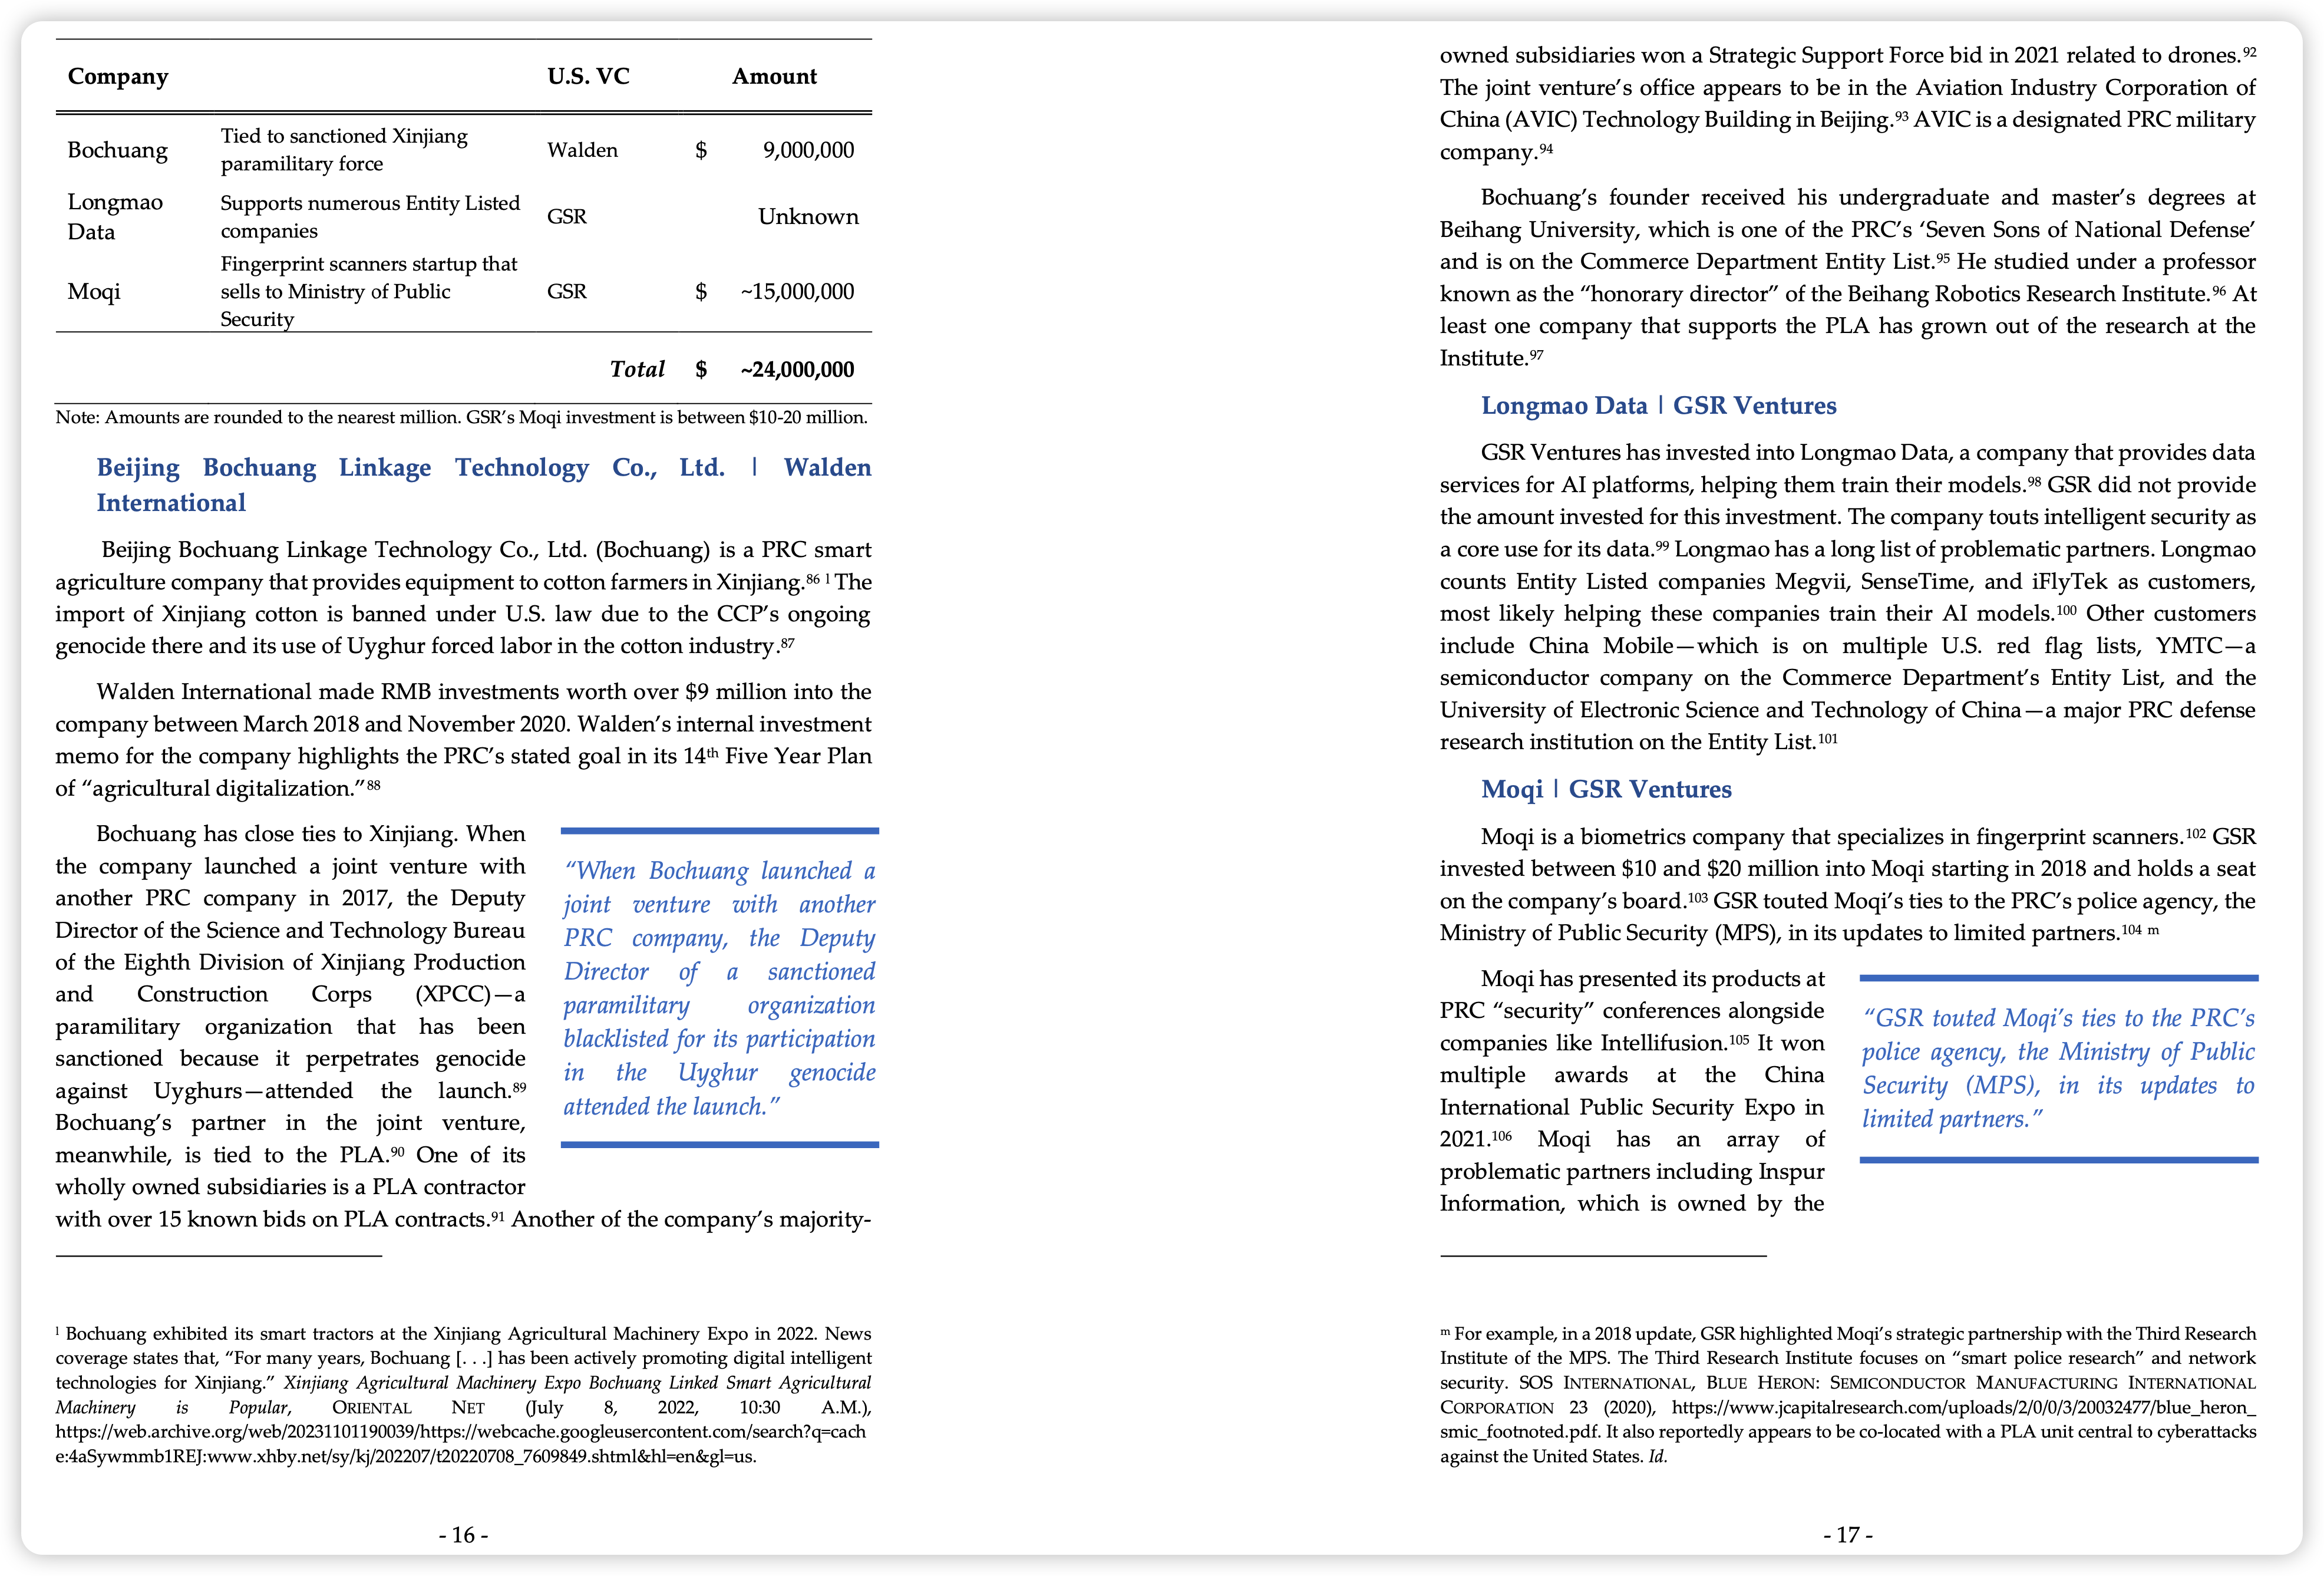 Company U.S. VC Amount
Bochuang Tied to sanctioned Xinjiang paramilitary force Walden $ 9,000,000
Longmao Data Supports numerous Entity Listed companies GSR Unknown
Moqi Fingerprint scanners startup that sells to Ministry of Public Security GSR $ ~15,000,000
Total $ ~24,000,000
Note: Amounts are rounded to the nearest million. GSR’s Moqi investment is between $10-20 million.
Beijing Bochuang Linkage Technology Co., Ltd. | Walden
International
Beijing Bochuang Linkage Technology Co., Ltd. (Bochuang) is a PRC smart
agriculture company that provides equipment to cotton farmers in Xinjiang.⁸⁶ ˡ The
import of Xinjiang cotton is banned under U.S. law due to the CCP’s ongoing
genocide there and its use of Uyghur forced labor in the cotton industry.⁸⁷
Walden International made RMB investments worth over $9 million into the
company between March 2018 and November 2020. Walden’s internal investment
memo for the company highlights the PRC’s stated goal in its 14th Five Year Plan
of “agricultural digitalization.”⁸⁸
Bochuang has close ties to Xinjiang. When
the company launched a joint venture with
another PRC company in 2017, the Deputy
Director of the Science and Technology Bureau
of the Eighth Division of Xinjiang Production
and Construction Corps (XPCC)—a
paramilitary organization that has been
sanctioned because it perpetrates genocide
against Uyghurs—attended the launch.⁸⁹
Bochuang’s partner in the joint venture,
meanwhile, is tied to the PLA.⁹⁰ One of its
wholly owned subsidiaries is a PLA contractor
with over 15 known bids on PLA contracts.⁹¹ Another of the company’s majority-
“When Bochuang launched a
joint venture with another
PRC company, the Deputy
Director of a sanctioned
paramilitary organization
blacklisted for its participation
in the Uyghur genocide
attended the launch.”
ˡ Bochuang exhibited its smart tractors at the Xinjiang Agricultural Machinery Expo in 2022. News
coverage states that, “For many years, Bochuang [. . .] has been actively promoting digital intelligent
technologies for Xinjiang.” Xinjiang Agricultural Machinery Expo Bochuang Linked Smart Agricultural
Machinery is Popular, ORIENTAL NET (July 8, 2022, 10:30 A.M.),
https://web.archive.org/web/20231101190039/https://webcache.googleusercontent.com/search?q=cach
e:4aSywmmb1REJ:www.xhby.net/sy/kj/202207/t20220708_7609849.shtml&hl=en&gl=us.
- 16 -
owned subsidiaries won a Strategic Support Force bid in 2021 related to drones.⁹²
The joint venture’s office appears to be in the Aviation Industry Corporation of
China (AVIC) Technology Building in Beijing.⁹³ AVIC is a designated PRC military
company.⁹⁴
Bochuang’s founder received his undergraduate and master’s degrees at
Beihang University, which is one of the PRC’s ‘Seven Sons of National Defense’
and is on the Commerce Department Entity List.⁹⁵ He studied under a professor
known as the “honorary director” of the Beihang Robotics Research Institute.⁹⁶ At
least one company that supports the PLA has grown out of the research at the
Institute.⁹⁷
Longmao Data | GSR Ventures
GSR Ventures has invested into Longmao Data, a company that provides data
services for AI platforms, helping them train their models.⁹⁸ GSR did not provide
the amount invested for this investment. The company touts intelligent security as
a core use for its data.⁹⁹ Longmao has a long list of problematic partners. Longmao
counts Entity Listed companies Megvii, SenseTime, and iFlyTek as customers,
most likely helping these companies train their AI models.¹⁰⁰ Other customers
include China Mobile—which is on multiple U.S. red flag lists, YMTC—a
semiconductor company on the Commerce Department’s Entity List, and the
University of Electronic Science and Technology of China—a major PRC defense
research institution on the Entity List.¹⁰¹
Moqi | GSR Ventures
Moqi is a biometrics company that specializes in fingerprint scanners.¹⁰² GSR
invested between $10 and $20 million into Moqi starting in 2018 and holds a seat
on the company’s board.¹⁰³ GSR touted Moqi’s ties to the PRC’s police agency, the
Ministry of Public Security (MPS), in its updates to limited partners.¹⁰⁴ ᵐ
Moqi has presented its products at
PRC “security” conferences alongside
companies like Intellifusion.¹⁰⁵ It won
multiple awards at the China
International Public Security Expo in
2021.¹⁰⁶ Moqi has an array of
problematic partners including Inspur
Information, which is owned by the
“GSR touted Moqi’s ties to the PRC’s
police agency, the Ministry of Public
Security (MPS), in its updates to
limited partners.”
ᵐ For example, in a 2018 update, GSR highlighted Moqi’s strategic partnership with the Third Research
Institute of the MPS. The Third Research Institute focuses on “smart police research” and network
security. SOS INTERNATIONAL, BLUE HERON: SEMICONDUCTOR MANUFACTURING INTERNATIONAL
CORPORATION 23 (2020), https://www.jcapitalresearch.com/uploads/2/0/0/3/20032477/blue_heron_
smic_footnoted.pdf. It also reportedly appears to be co-located with a PLA unit central to cyberattacks
against the United States. Id.
- 17 -